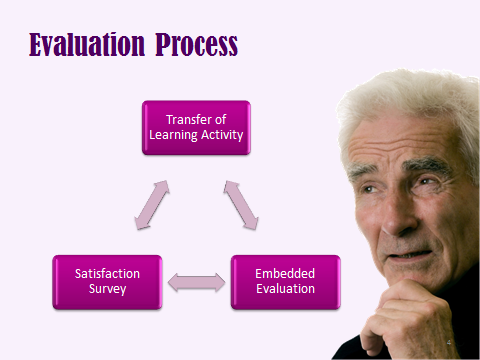 Evaluation Process
Transfer of
Learning Activity
Satisfaction
Survey
Embedded
Evaluation